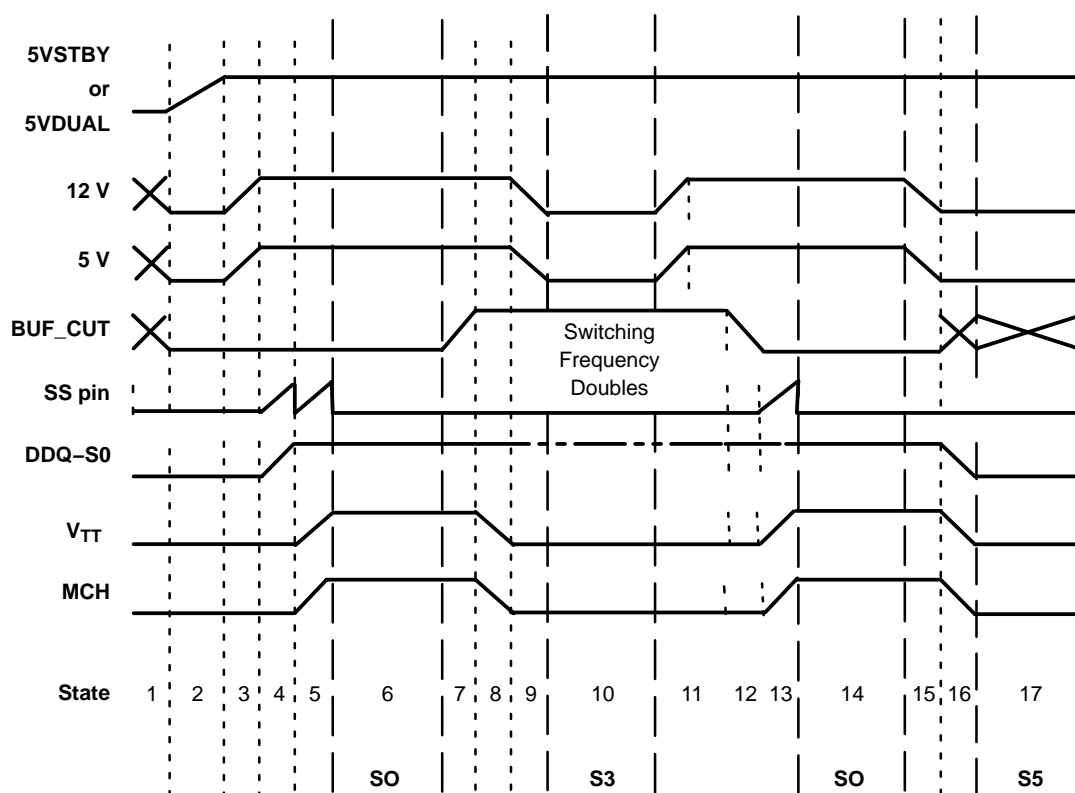 5VSTBY
or
5VDUAL
12 V
5 V
BUF_CUT
Switching
Frequency
Doubles
SS pin
DDQ–S0
VTT
MCH
State 1 2 3 4 5 6 7 8 9 10 11 12 13 14 15 16 17
SO S3 SO S5